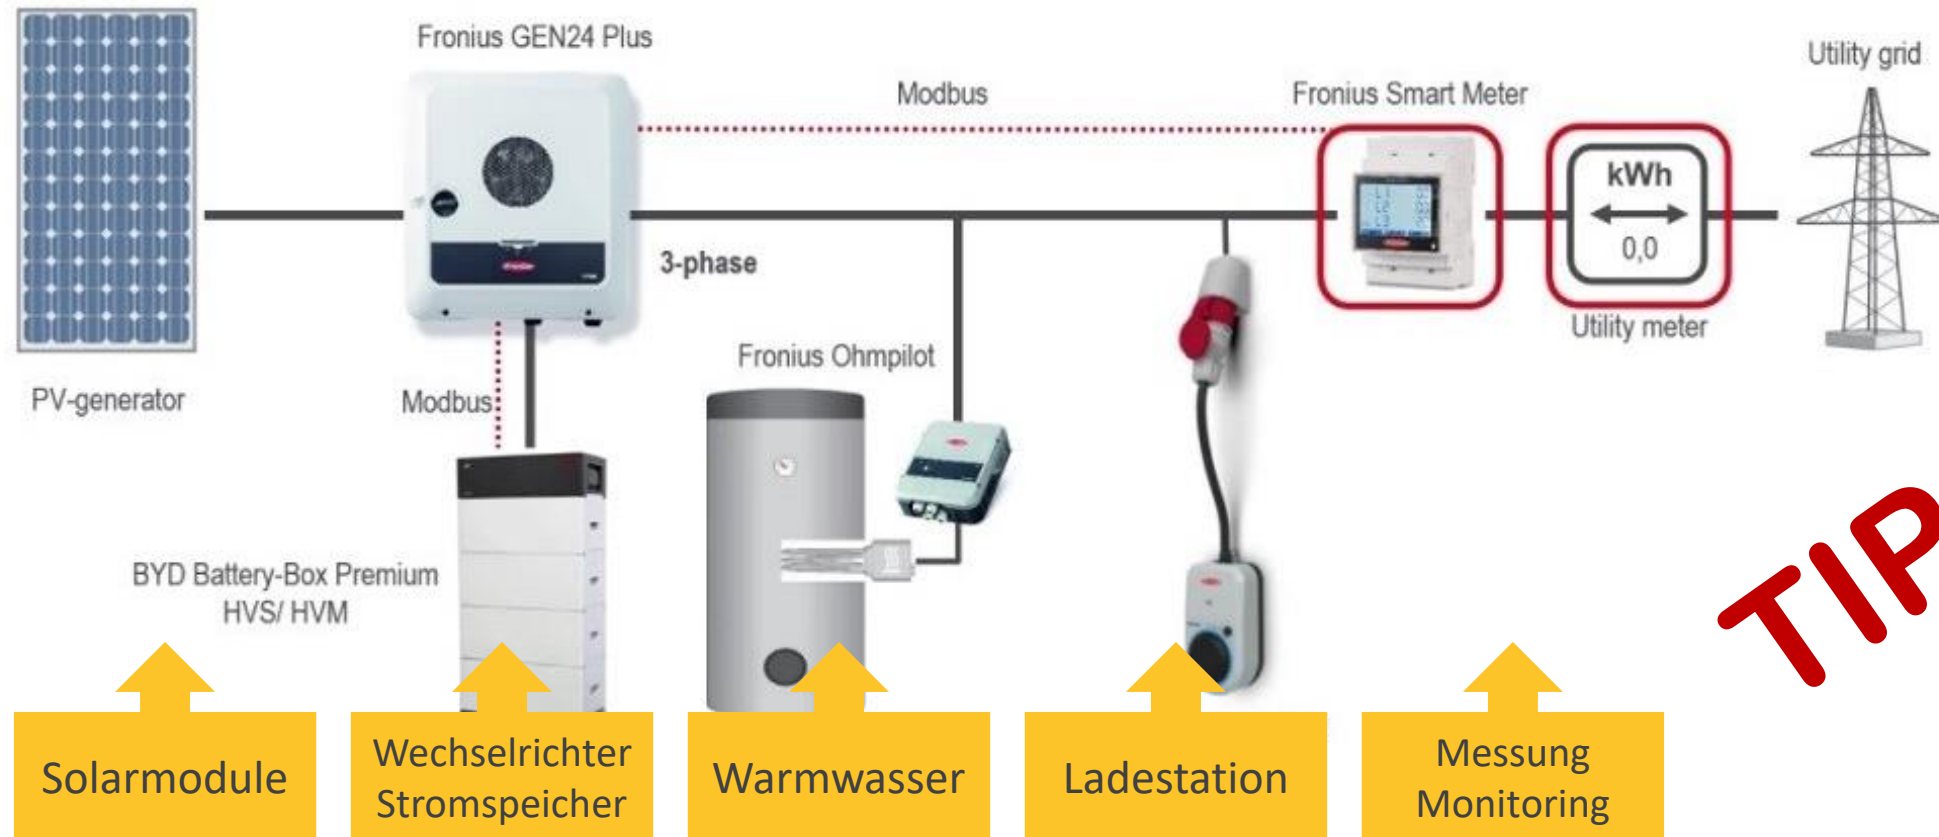 Fronius GEN24 Plus
Utility grid
Modbus
Fronius Smart Meter
kWh
0,0
3-phase
Utility meter
Fronius Ohmpilot
PV-generator
Modbus
BYD Battery-Box Premium
HVS/ HVM
TIP
Solarmodule
Wechselrichter
Stromspeicher
Warmwasser
Ladestation
Messung
Monitoring